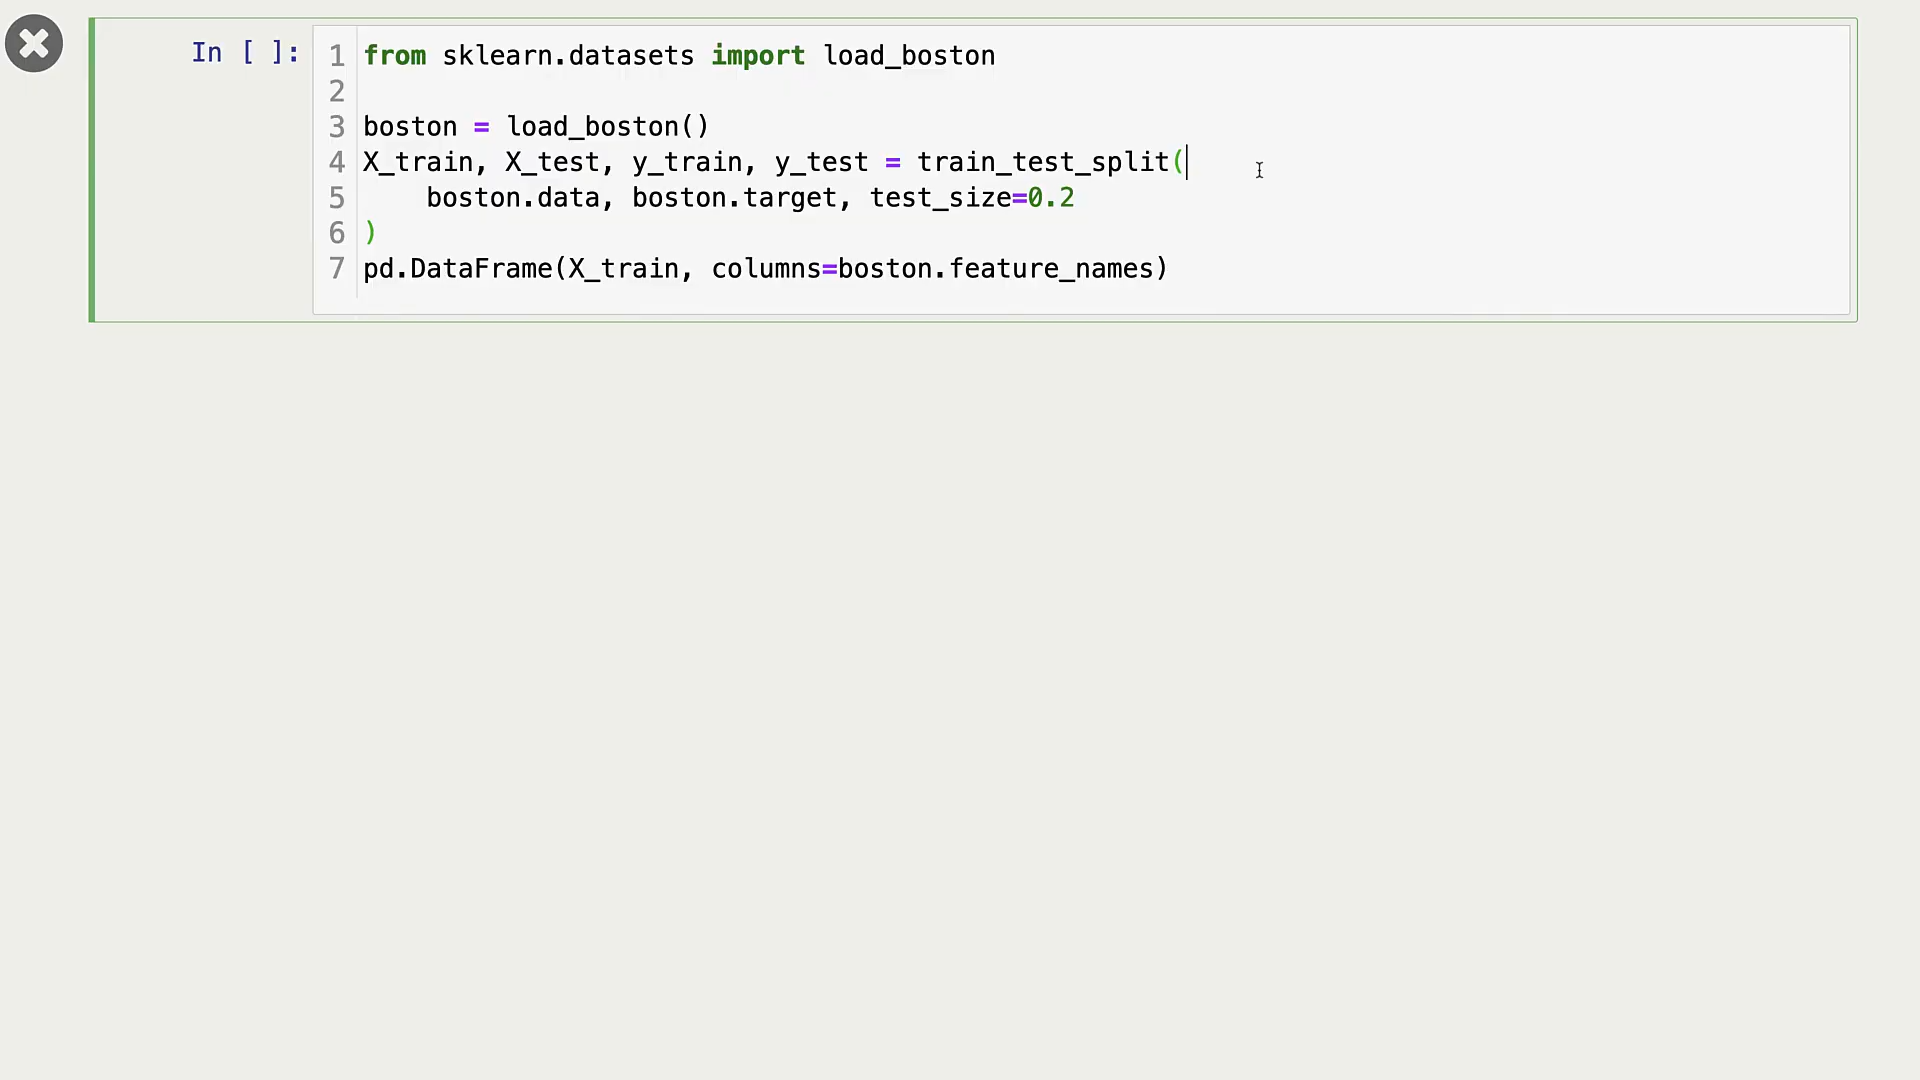 In [ ]:
1 from sklearn.datasets import load_boston
2
3 boston = load_boston()
4 X_train, X_test, y_train, y_test = train_test_split(
5     boston.data, boston.target, test_size=0.2
6 )
7 pd.DataFrame(X_train, columns=boston.feature_names)